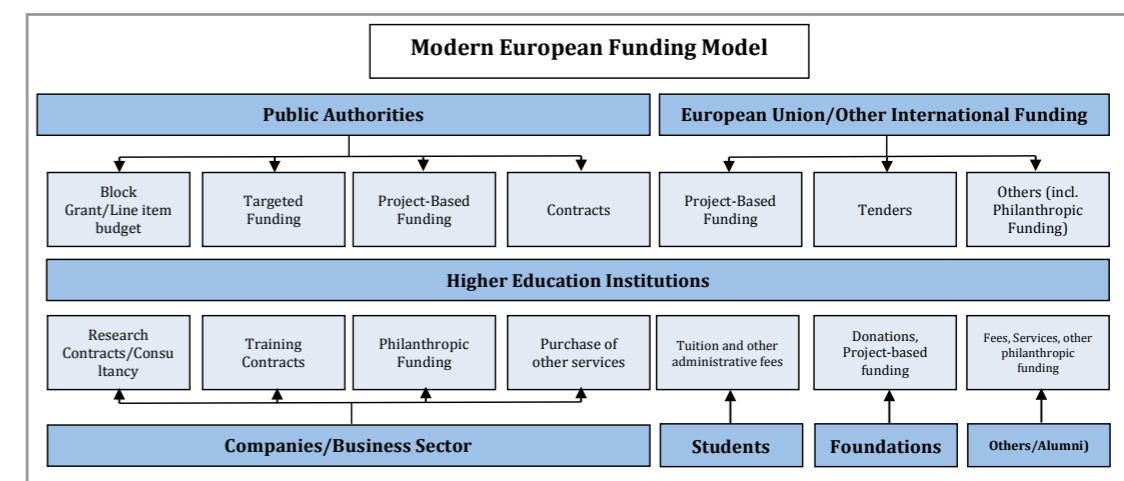 Modern European Funding Model
Public Authorities
European Union/Other International Funding
Block
Grant/Line item
budget
Targeted
Funding
Project-Based
Funding
Contracts
Project-Based
Funding
Tenders
Others (incl.
Philanthropic
Funding)
Higher Education Institutions
Research
Contracts/Consu
ltancy
Training
Contracts
Philanthropic
Funding
Purchase of
other services
Tuition and other
administrative fees
Donations,
Project-based
funding
Fees, Services, other
philanthropic
funding
Companies/Business Sector
Students
Foundations
Others/Alumni)